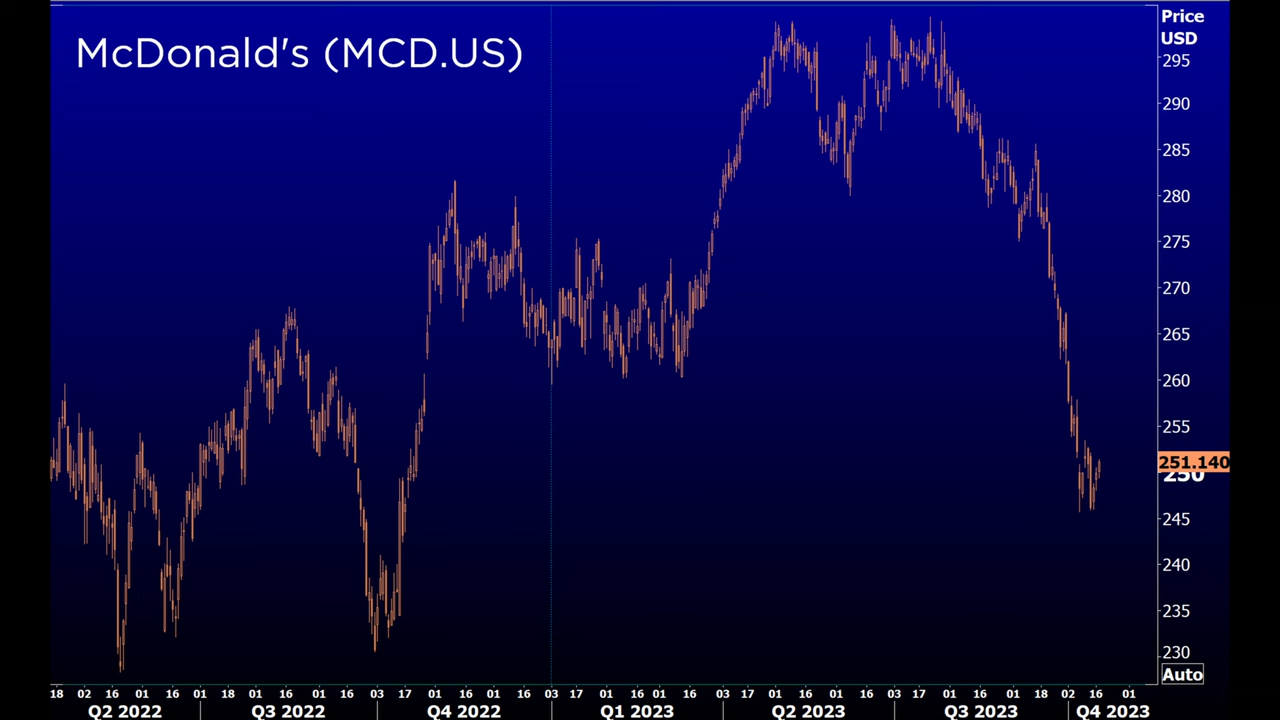 McDonald's (MCD.US)
Price
USD
295
290
285
280
275
270
265
260
255
251.140
250
245
240
235
230
Auto
18 02 16 01 16 01 18 01 16 01 16 03 17 01 16 01 16 03 17 01 16 01 16 03 17 01 16 01 16 03 17 01 16 01 18 02 16 01
Q2 2022 Q3 2022 Q4 2022 Q1 2023 Q2 2023 Q3 2023 Q4 2023